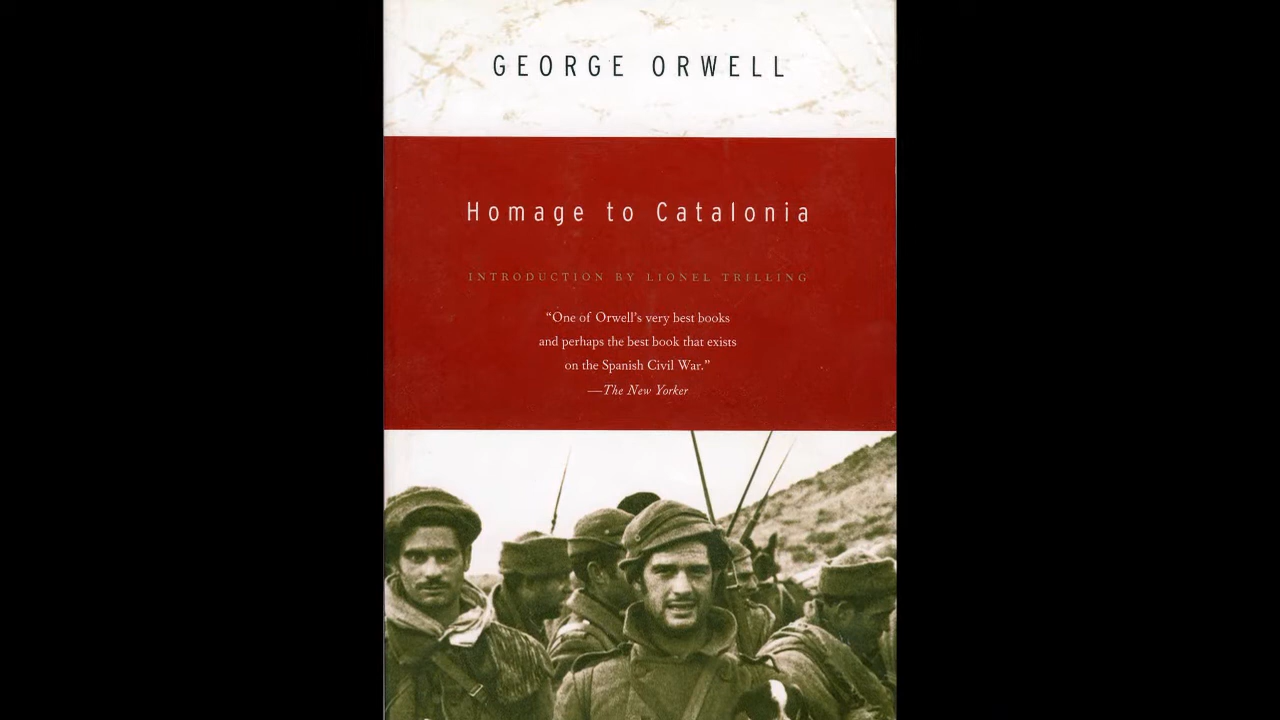 GEORGE ORWELL
Homage to Catalonia
INTRODUCTION BY LIONEL TRILLING
“One of Orwell’s very best books
and perhaps the best book that exists
on the Spanish Civil War.”
—The New Yorker